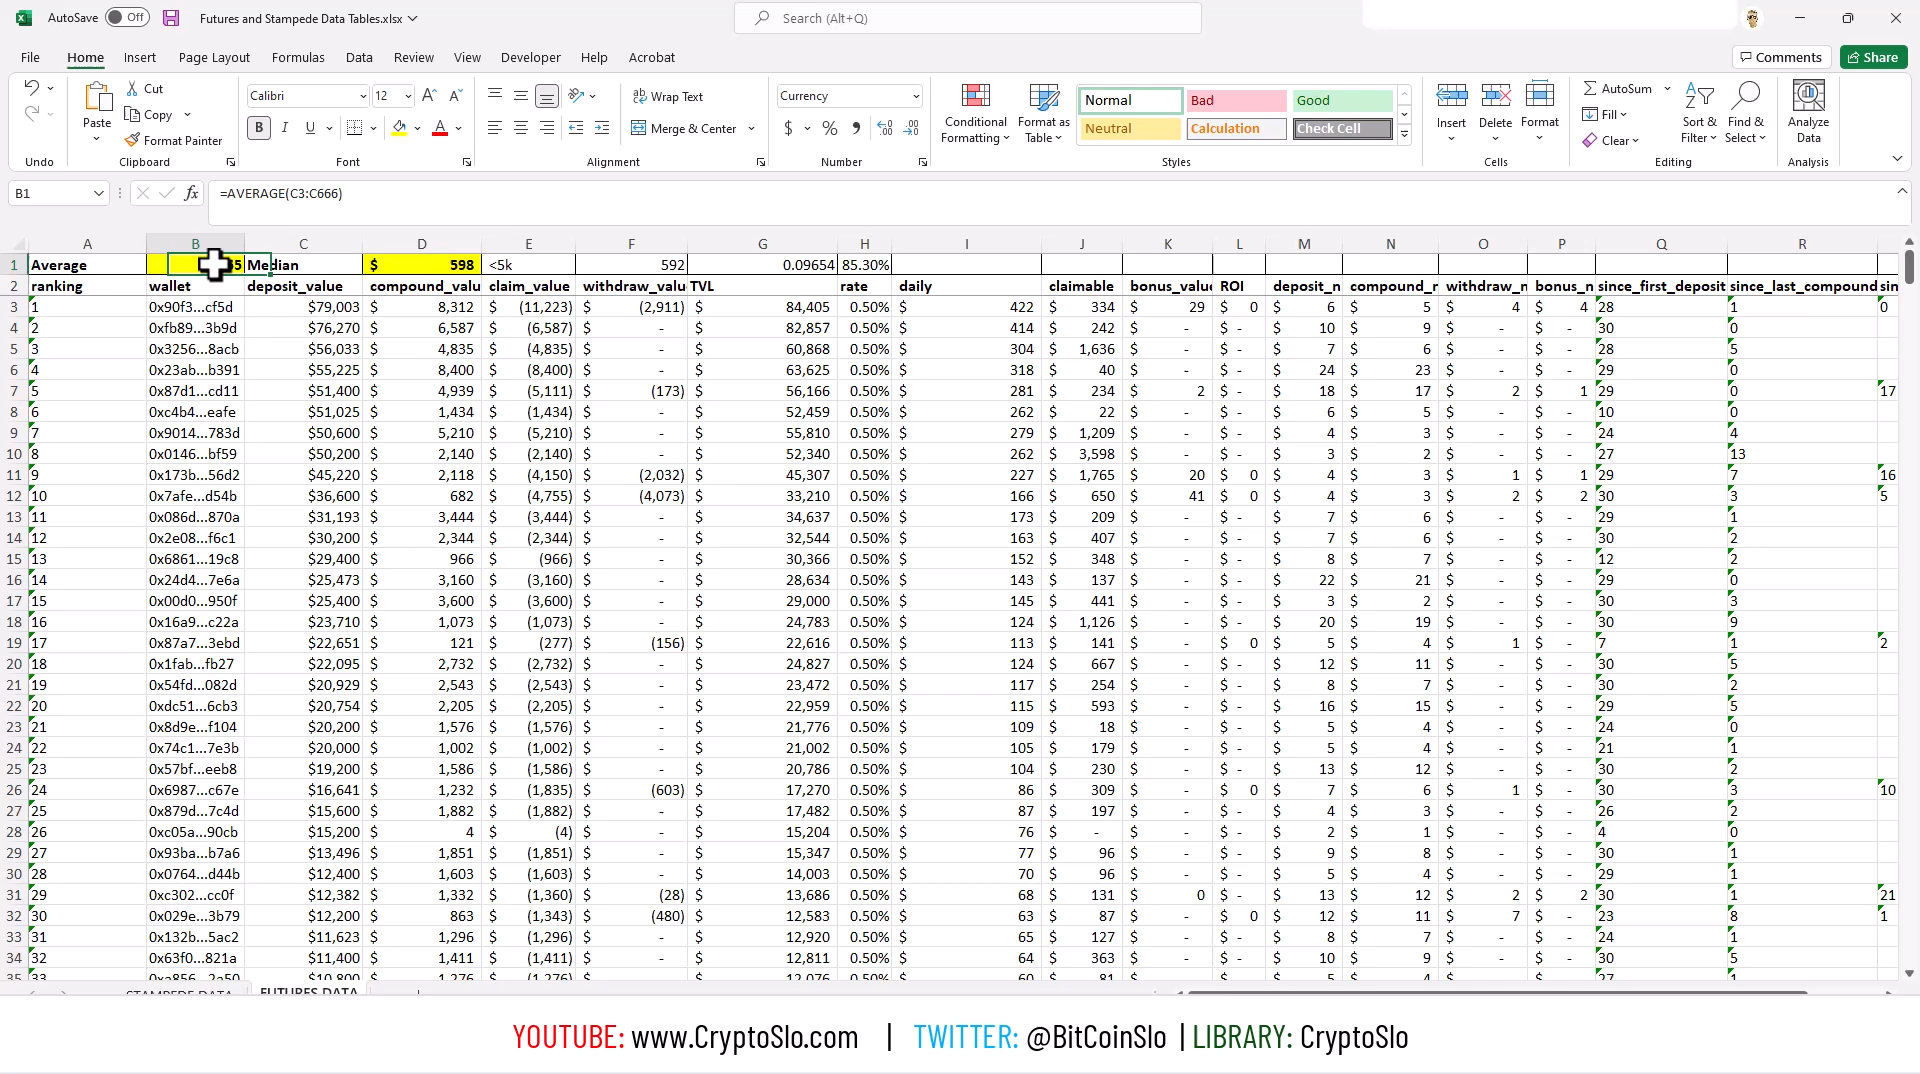 AutoSave Off Futures and Stampede Data Tables.xlsx Search (Alt+Q)
File Home Insert Page Layout Formulas Data Review View Developer Help Acrobat Comments Share
Undo Paste Cut Copy Format Painter Clipboard
Calibri 12 B I U A Font
Wrap Text Merge & Center Alignment
Currency $ % Number
Conditional Formatting Format as Table Normal Bad Good Neutral Calculation Check Cell Styles
Insert Delete Format Cells
AutoSum Fill Clear Sort & Filter Find & Select Editing
Analyze Data Analysis
B1 fx =AVERAGE(C3:C666)
A B C D E F G H I J K L M N O P Q R
1 Average Median $ 598 <5k 592 0.09654 85.30%
2 ranking wallet deposit_value compound_valu claim_value withdraw_valu TVL rate daily claimable bonus_valu ROI deposit_n compound_r withdraw_n bonus_n since_first_deposit since_last_compound sin
3 1 0x90f3...cf5d $79,003 $ 8,312 $ (11,223) $ (2,911) $ 84,405 0.50% $ 422 $ 334 $ 29 $ 0 $ 6 $ 5 $ 4 $ 4 28 1 0
4 2 0xfb89...3b9d $76,270 $ 6,587 $ (6,587) $ - $ 82,857 0.50% $ 414 $ 242 $ - $ - $ 10 $ 9 $ - $ - 30 0
5 3 0x3256...8acb $56,033 $ 4,835 $ (4,835) $ - $ 60,868 0.50% $ 304 $ 1,636 $ - $ - $ 7 $ 6 $ - $ - 28 5
6 4 0x23ab...b391 $55,225 $ 8,400 $ (8,400) $ - $ 63,625 0.50% $ 318 $ 40 $ - $ - $ 24 $ 23 $ - $ - 29 0
7 5 0x87d1...cd11 $51,400 $ 4,939 $ (5,111) $ (173) $ 56,166 0.50% $ 281 $ 234 $ 2 $ - $ 18 $ 17 $ 2 $ 1 29 0 17
8 6 0xc4b4...eafe $51,025 $ 1,434 $ (1,434) $ - $ 52,459 0.50% $ 262 $ 22 $ - $ - $ 6 $ 5 $ - $ - 10 0
9 7 0x9014...783d $50,600 $ 5,210 $ (5,210) $ - $ 55,810 0.50% $ 279 $ 1,209 $ - $ - $ 4 $ 3 $ - $ - 24 4
10 8 0x0146...bf59 $50,200 $ 2,140 $ (2,140) $ - $ 52,340 0.50% $ 262 $ 3,598 $ - $ - $ 3 $ 2 $ - $ - 27 13
11 9 0x173b...56d2 $45,220 $ 2,118 $ (4,150) $ (2,032) $ 45,307 0.50% $ 227 $ 1,765 $ 20 $ 0 $ 4 $ 3 $ 1 $ 1 29 7 16
12 10 0x7afe...d54b $36,600 $ 682 $ (4,755) $ (4,073) $ 33,210 0.50% $ 166 $ 650 $ 41 $ 0 $ 4 $ 3 $ 2 $ 2 30 3 5
13 11 0x086d...870a $31,193 $ 3,444 $ (3,444) $ - $ 34,637 0.50% $ 173 $ 209 $ - $ - $ 7 $ 6 $ - $ - 29 1
14 12 0x2e08...f6c1 $30,200 $ 2,344 $ (2,344) $ - $ 32,544 0.50% $ 163 $ 407 $ - $ - $ 7 $ 6 $ - $ - 30 2
15 13 0x6861...19c8 $29,400 $ 966 $ (966) $ - $ 30,366 0.50% $ 152 $ 348 $ - $ - $ 8 $ 7 $ - $ - 12 2
16 14 0x24d4...7e6a $25,473 $ 3,160 $ (3,160) $ - $ 28,634 0.50% $ 143 $ 137 $ - $ - $ 22 $ 21 $ - $ - 29 0
17 15 0x00d0...950f $25,400 $ 3,600 $ (3,600) $ - $ 29,000 0.50% $ 145 $ 441 $ - $ - $ 3 $ 2 $ - $ - 30 3
18 16 0x16a9...c22a $23,710 $ 1,073 $ (1,073) $ - $ 24,783 0.50% $ 124 $ 1,126 $ - $ - $ 20 $ 19 $ - $ - 30 9
19 17 0x87a7...3ebd $22,651 $ 121 $ (277) $ (156) $ 22,616 0.50% $ 113 $ 141 $ - $ 0 $ 5 $ 4 $ 1 $ - 7 1 2
20 18 0x1fab...fb27 $22,095 $ 2,732 $ (2,732) $ - $ 24,827 0.50% $ 124 $ 667 $ - $ - $ 12 $ 11 $ - $ - 30 5
21 19 0x54fd...082d $20,929 $ 2,543 $ (2,543) $ - $ 23,472 0.50% $ 117 $ 254 $ - $ - $ 8 $ 7 $ - $ - 30 2
22 20 0xdc51...6cb3 $20,754 $ 2,205 $ (2,205) $ - $ 22,959 0.50% $ 115 $ 593 $ - $ - $ 16 $ 15 $ - $ - 29 5
23 21 0x8d9e...f104 $20,200 $ 1,576 $ (1,576) $ - $ 21,776 0.50% $ 109 $ 18 $ - $ - $ 5 $ 4 $ - $ - 24 0
24 22 0x74c1...7e3b $20,000 $ 1,002 $ (1,002) $ - $ 21,002 0.50% $ 105 $ 179 $ - $ - $ 5 $ 4 $ - $ - 21 1
25 23 0x57bf...eeb8 $19,200 $ 1,586 $ (1,586) $ - $ 20,786 0.50% $ 104 $ 230 $ - $ - $ 13 $ 12 $ - $ - 30 2
26 24 0x6987...c67e $16,641 $ 1,232 $ (1,835) $ (603) $ 17,270 0.50% $ 86 $ 309 $ - $ 0 $ 7 $ 6 $ 1 $ - 30 3 10
27 25 0x879d...7c4d $15,600 $ 1,882 $ (1,882) $ - $ 17,482 0.50% $ 87 $ 197 $ - $ - $ 4 $ 3 $ - $ - 26 2
28 26 0xc05a...90cb $15,200 $ 4 $ (4) $ - $ 15,204 0.50% $ 76 $ - $ - $ - $ 2 $ 1 $ - $ - 4 0
29 27 0x93ba...b7a6 $13,496 $ 1,851 $ (1,851) $ - $ 15,347 0.50% $ 77 $ 96 $ - $ - $ 9 $ 8 $ - $ - 30 1
30 28 0x0764...d44b $12,400 $ 1,603 $ (1,603) $ - $ 14,003 0.50% $ 70 $ 96 $ - $ - $ 5 $ 4 $ - $ - 29 1
31 29 0xc302...cc0f $12,382 $ 1,332 $ (1,360) $ (28) $ 13,686 0.50% $ 68 $ 131 $ 0 $ - $ 13 $ 12 $ 2 $ 2 30 1 21
32 30 0x029e...3b79 $12,200 $ 863 $ (1,343) $ (480) $ 12,583 0.50% $ 63 $ 87 $ - $ 0 $ 12 $ 11 $ 7 $ - 23 8 1
33 31 0x132b...5ac2 $11,623 $ 1,296 $ (1,296) $ - $ 12,920 0.50% $ 65 $ 127 $ - $ - $ 8 $ 7 $ - $ - 24 1
34 32 0x63f0...821a $11,400 $ 1,411 $ (1,411) $ - $ 12,811 0.50% $ 64 $ 363 $ - $ - $ 10 $ 9 $ - $ - 30 5
35 33 0xa856...2a50 $10,800 $ 1,276 $ (1,276) $ - $ 12,076 0.50% $ 60 $ 81 $ - $ - $ 5 $ 4 $ - $ - 27 1
STAMPEDE DATA FUTURES DATA
YOUTUBE: www.CryptoSlo.com | TWITTER: @BitCoinSlo | LIBRARY: CryptoSlo